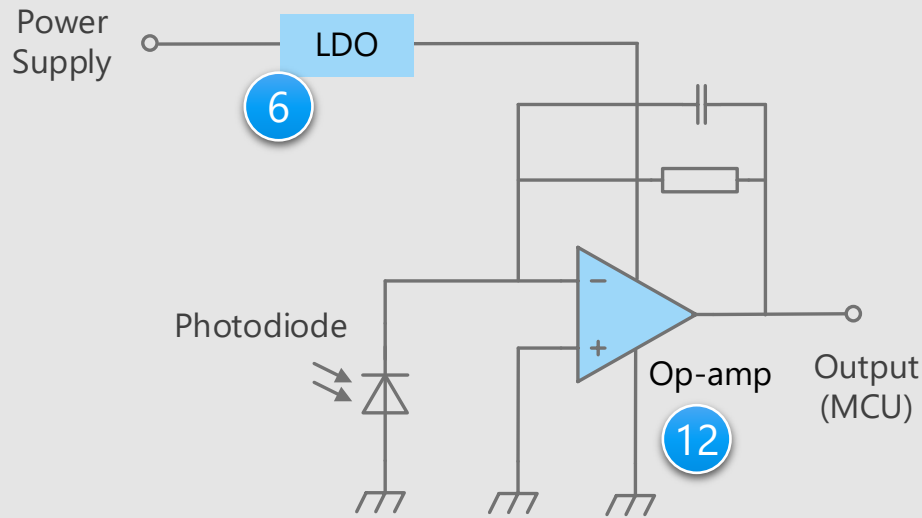 Power
Supply
LDO
6
−
+
Photodiode
Op-amp
12
Output
(MCU)